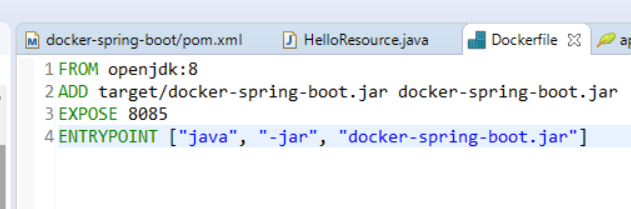 docker-spring-boot/pom.xml HelloResource.java Dockerfile
1 FROM openjdk:8
2 ADD target/docker-spring-boot.jar docker-spring-boot.jar
3 EXPOSE 8085
4 ENTRYPOINT ["java", "-jar", "docker-spring-boot.jar"]